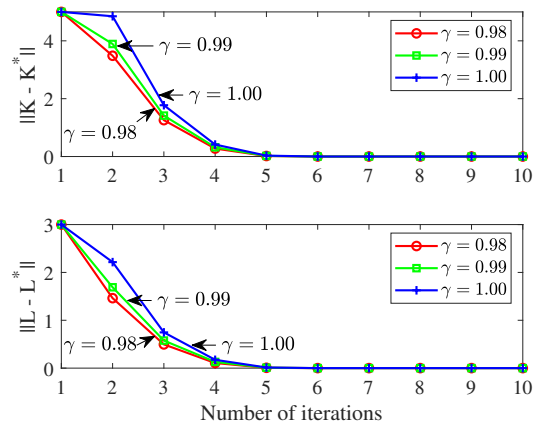 ||K - K*||
4
2
0
γ = 0.98
γ = 0.99
γ = 1.00
γ = 0.99
γ = 1.00
γ = 0.98
1 2 3 4 5 6 7 8 9 10
||L - L*||
3
2
1
0
γ = 0.98
γ = 0.99
γ = 1.00
γ = 0.99
γ = 0.98
γ = 1.00
1 2 3 4 5 6 7 8 9 10
Number of iterations